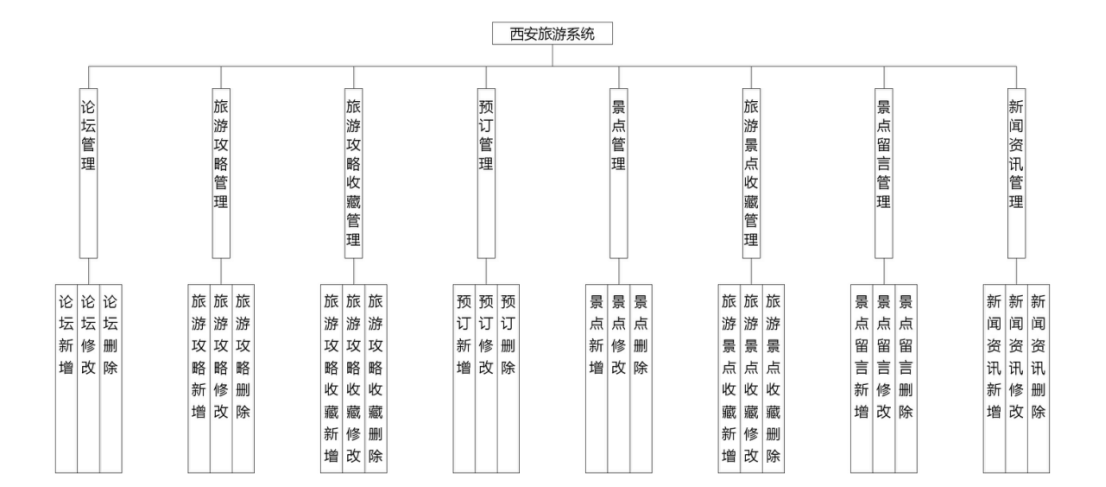 西安旅游系统
论坛管理
旅游攻略管理
旅游攻略收藏管理
预订管理
景点管理
旅游景点收藏管理
景点留言管理
新闻资讯管理
论坛新增
论坛修改
论坛删除
旅游攻略新增
旅游攻略修改
旅游攻略删除
旅游攻略收藏新增
旅游攻略收藏修改
旅游攻略收藏删除
预订新增
预订修改
预订删除
景点新增
景点修改
景点删除
旅游景点收藏新增
旅游景点收藏修改
旅游景点收藏删除
景点留言新增
景点留言修改
景点留言删除
新闻资讯新增
新闻资讯修改
新闻资讯删除